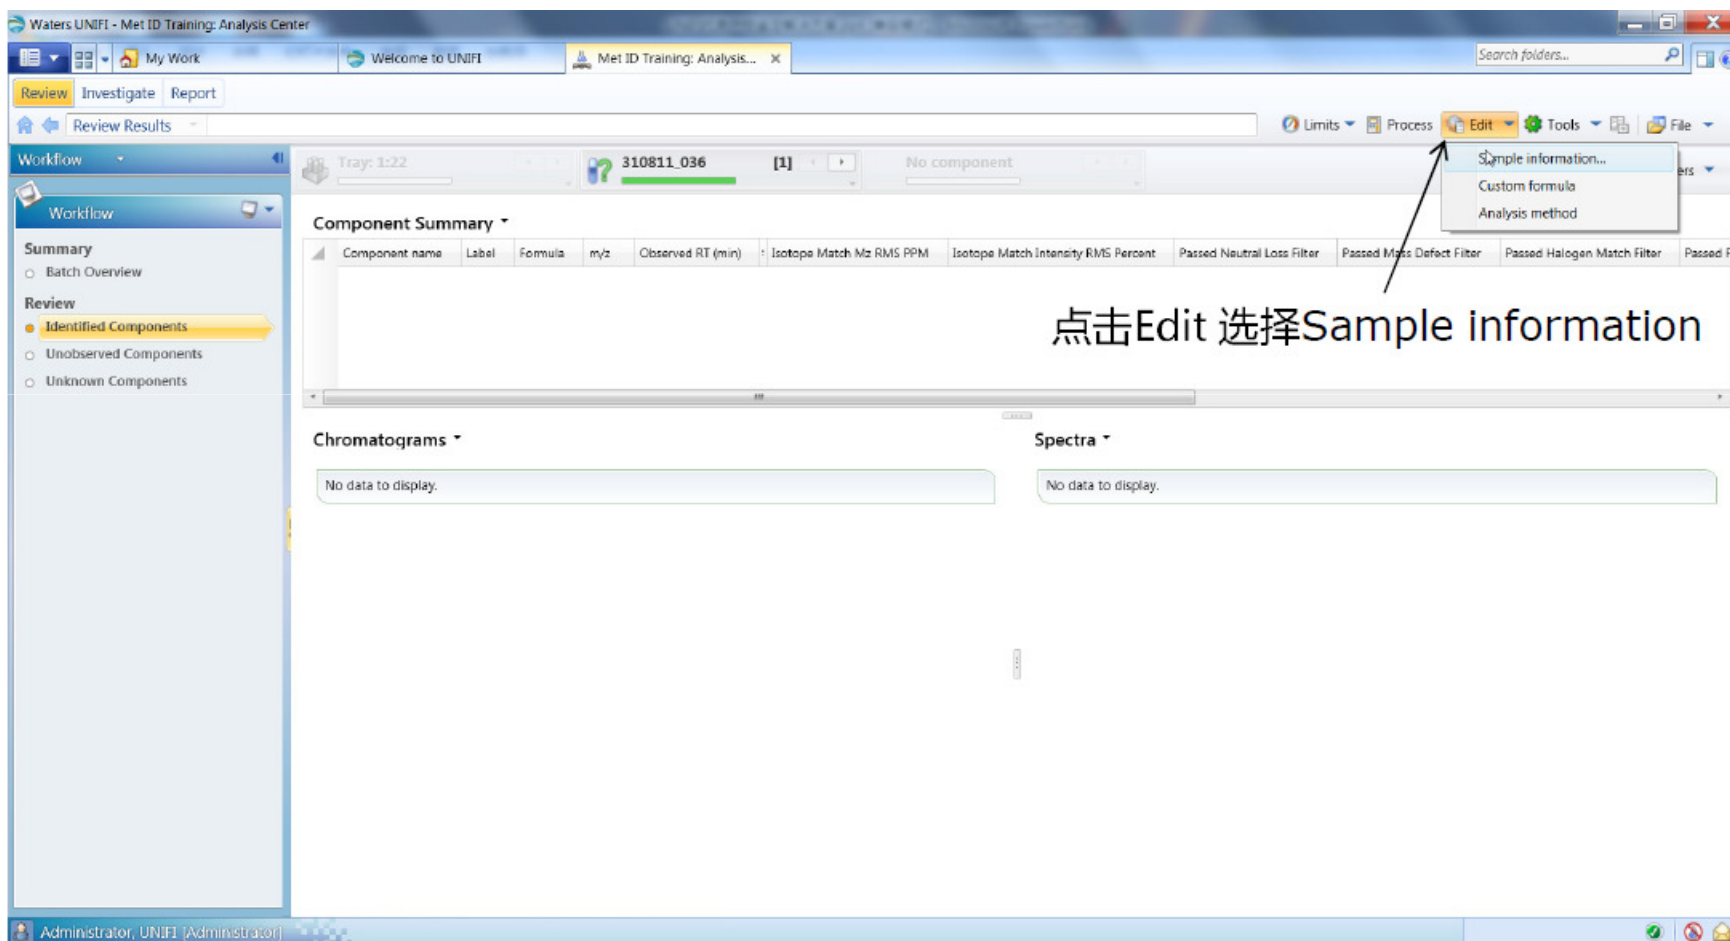 Waters UNIFI - Met ID Training: Analysis Center
My Work
Welcome to UNIFI
Met ID Training: Analysis...
Search folders...
Review Investigate Report
Review Results
Limits Process Edit Tools File
Workflow
Tray: 1:22
310811_036 [1]
No component
Sample information...
Custom formula
Analysis method
ers
Workflow
Summary
Batch Overview
Review
Identified Components
Unobserved Components
Unknown Components
Component Summary
Component name Label Formula m/z Observed RT (min) Isotope Match Mz RMS PPM Isotope Match Intensity RMS Percent Passed Neutral Loss Filter Passed Mass Defect Filter Passed Halogen Match Filter Passed F
点击Edit 选择Sample information
Chromatograms
No data to display.
Spectra
No data to display.
Administrator, UNIFI [Administrator]